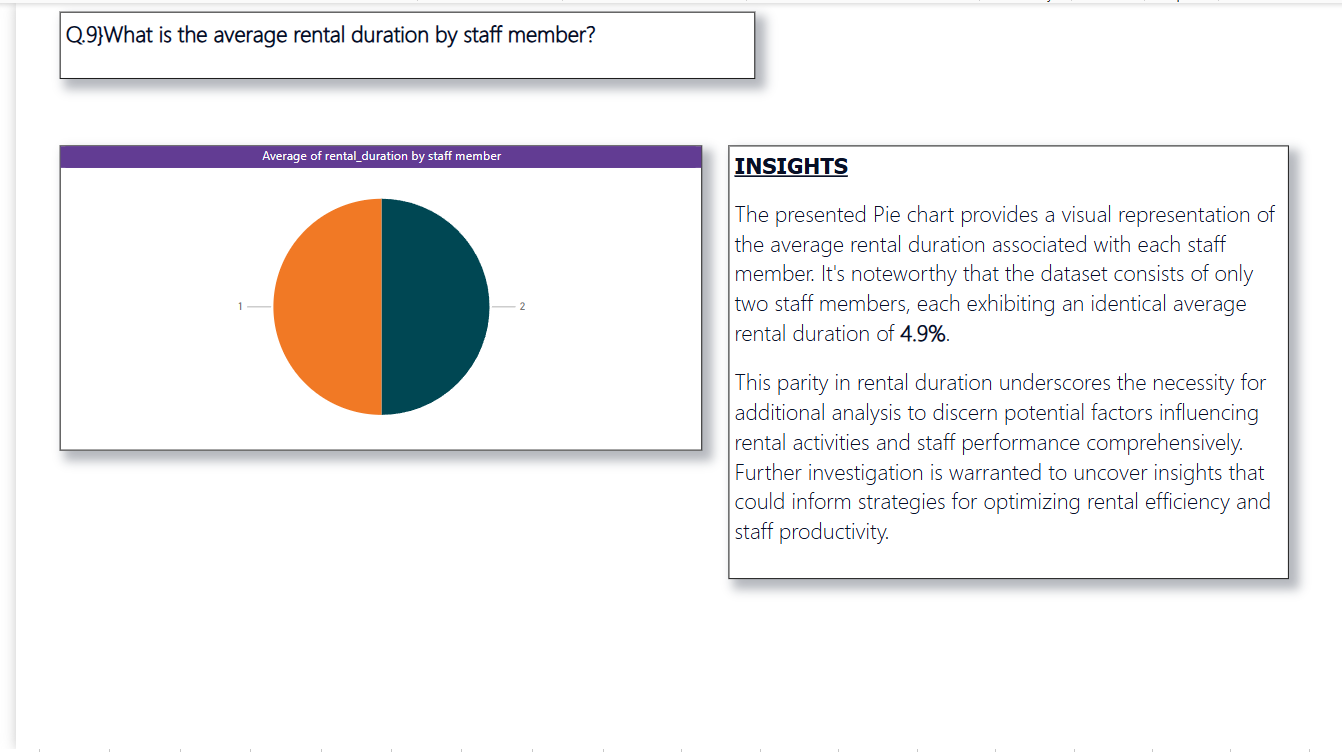 Q.9}What is the average rental duration by staff member?
Average of rental_duration by staff member
1
2
INSIGHTS
The presented Pie chart provides a visual representation of
the average rental duration associated with each staff
member. It's noteworthy that the dataset consists of only
two staff members, each exhibiting an identical average
rental duration of 4.9%.
This parity in rental duration underscores the necessity for
additional analysis to discern potential factors influencing
rental activities and staff performance comprehensively.
Further investigation is warranted to uncover insights that
could inform strategies for optimizing rental efficiency and
staff productivity.